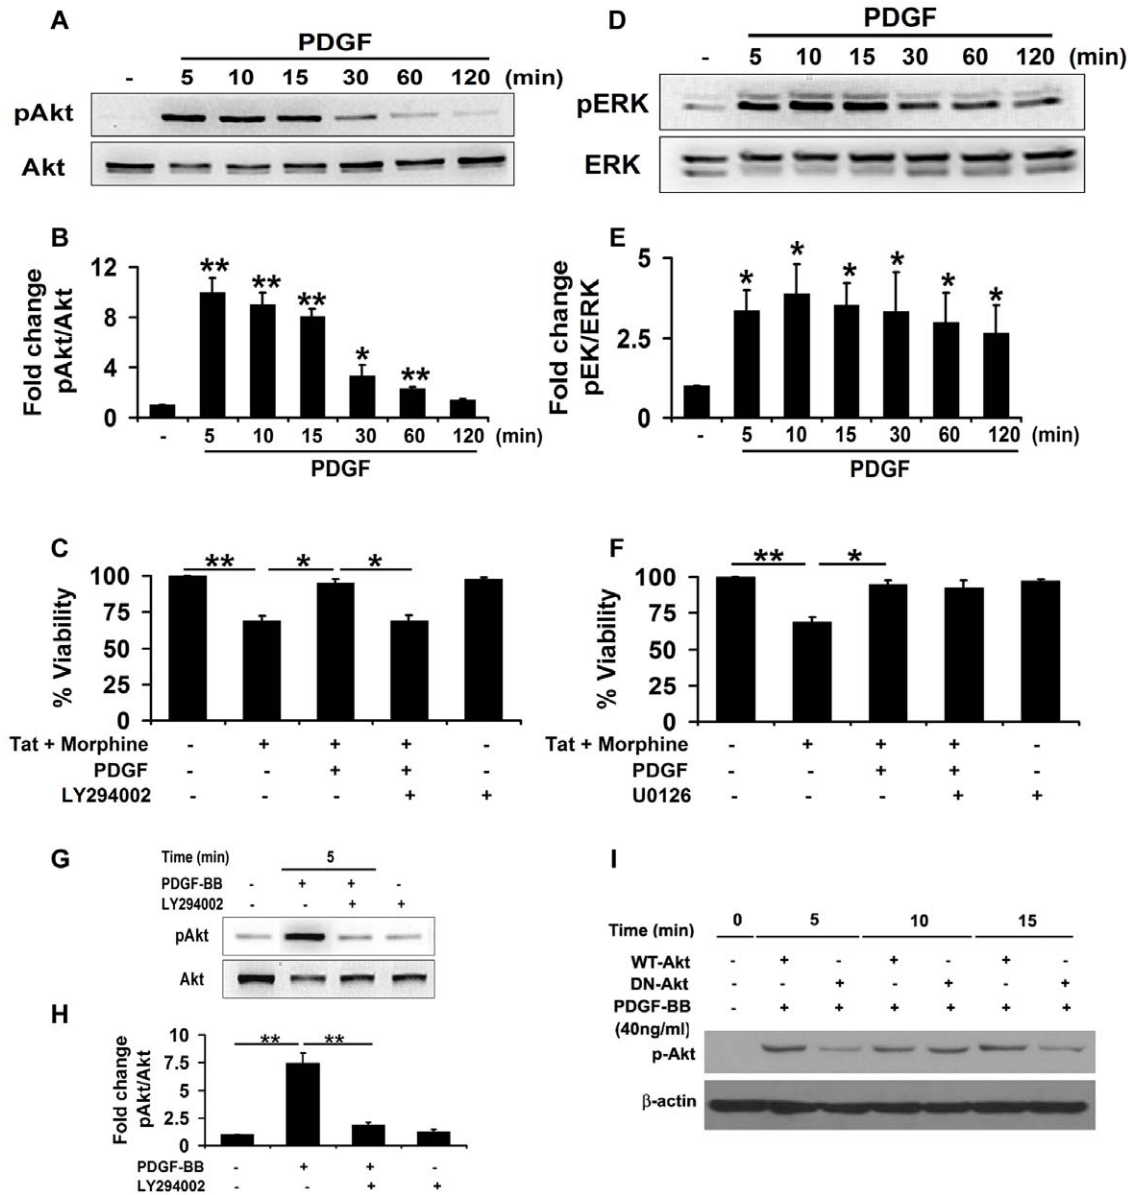 A
PDGF
- 5 10 15 30 60 120 (min)
pAkt
Akt
B
Fold change
pAkt/Akt
12
8
4
0
** ** ** * **
- 5 10 15 30 60 120 (min)
PDGF
C
** * *
% Viability
100
75
50
25
0
Tat + Morphine - + + + -
PDGF - - + + -
LY294002 - - - + +
D
PDGF
- 5 10 15 30 60 120 (min)
pERK
ERK
E
Fold change
pEK/ERK
5
2.5
0
* * * * * *
- 5 10 15 30 60 120 (min)
PDGF
F
** *
% Viability
100
75
50
25
0
Tat + Morphine - + + + -
PDGF - - + + -
U0126 - - - + +
G
Time (min) 5
PDGF-BB - + + -
LY294002 - - + +
pAkt
Akt
H
Fold change
pAkt/Akt
10
7.5
5
2.5
0
** **
PDGF-BB - + + -
LY294002 - - + +
I
Time (min) 0 5 10 15
WT-Akt - + - + - + -
DN-Akt - - + - + - +
PDGF-BB - + + + + + +
(40ng/ml)
p-Akt
β-actin